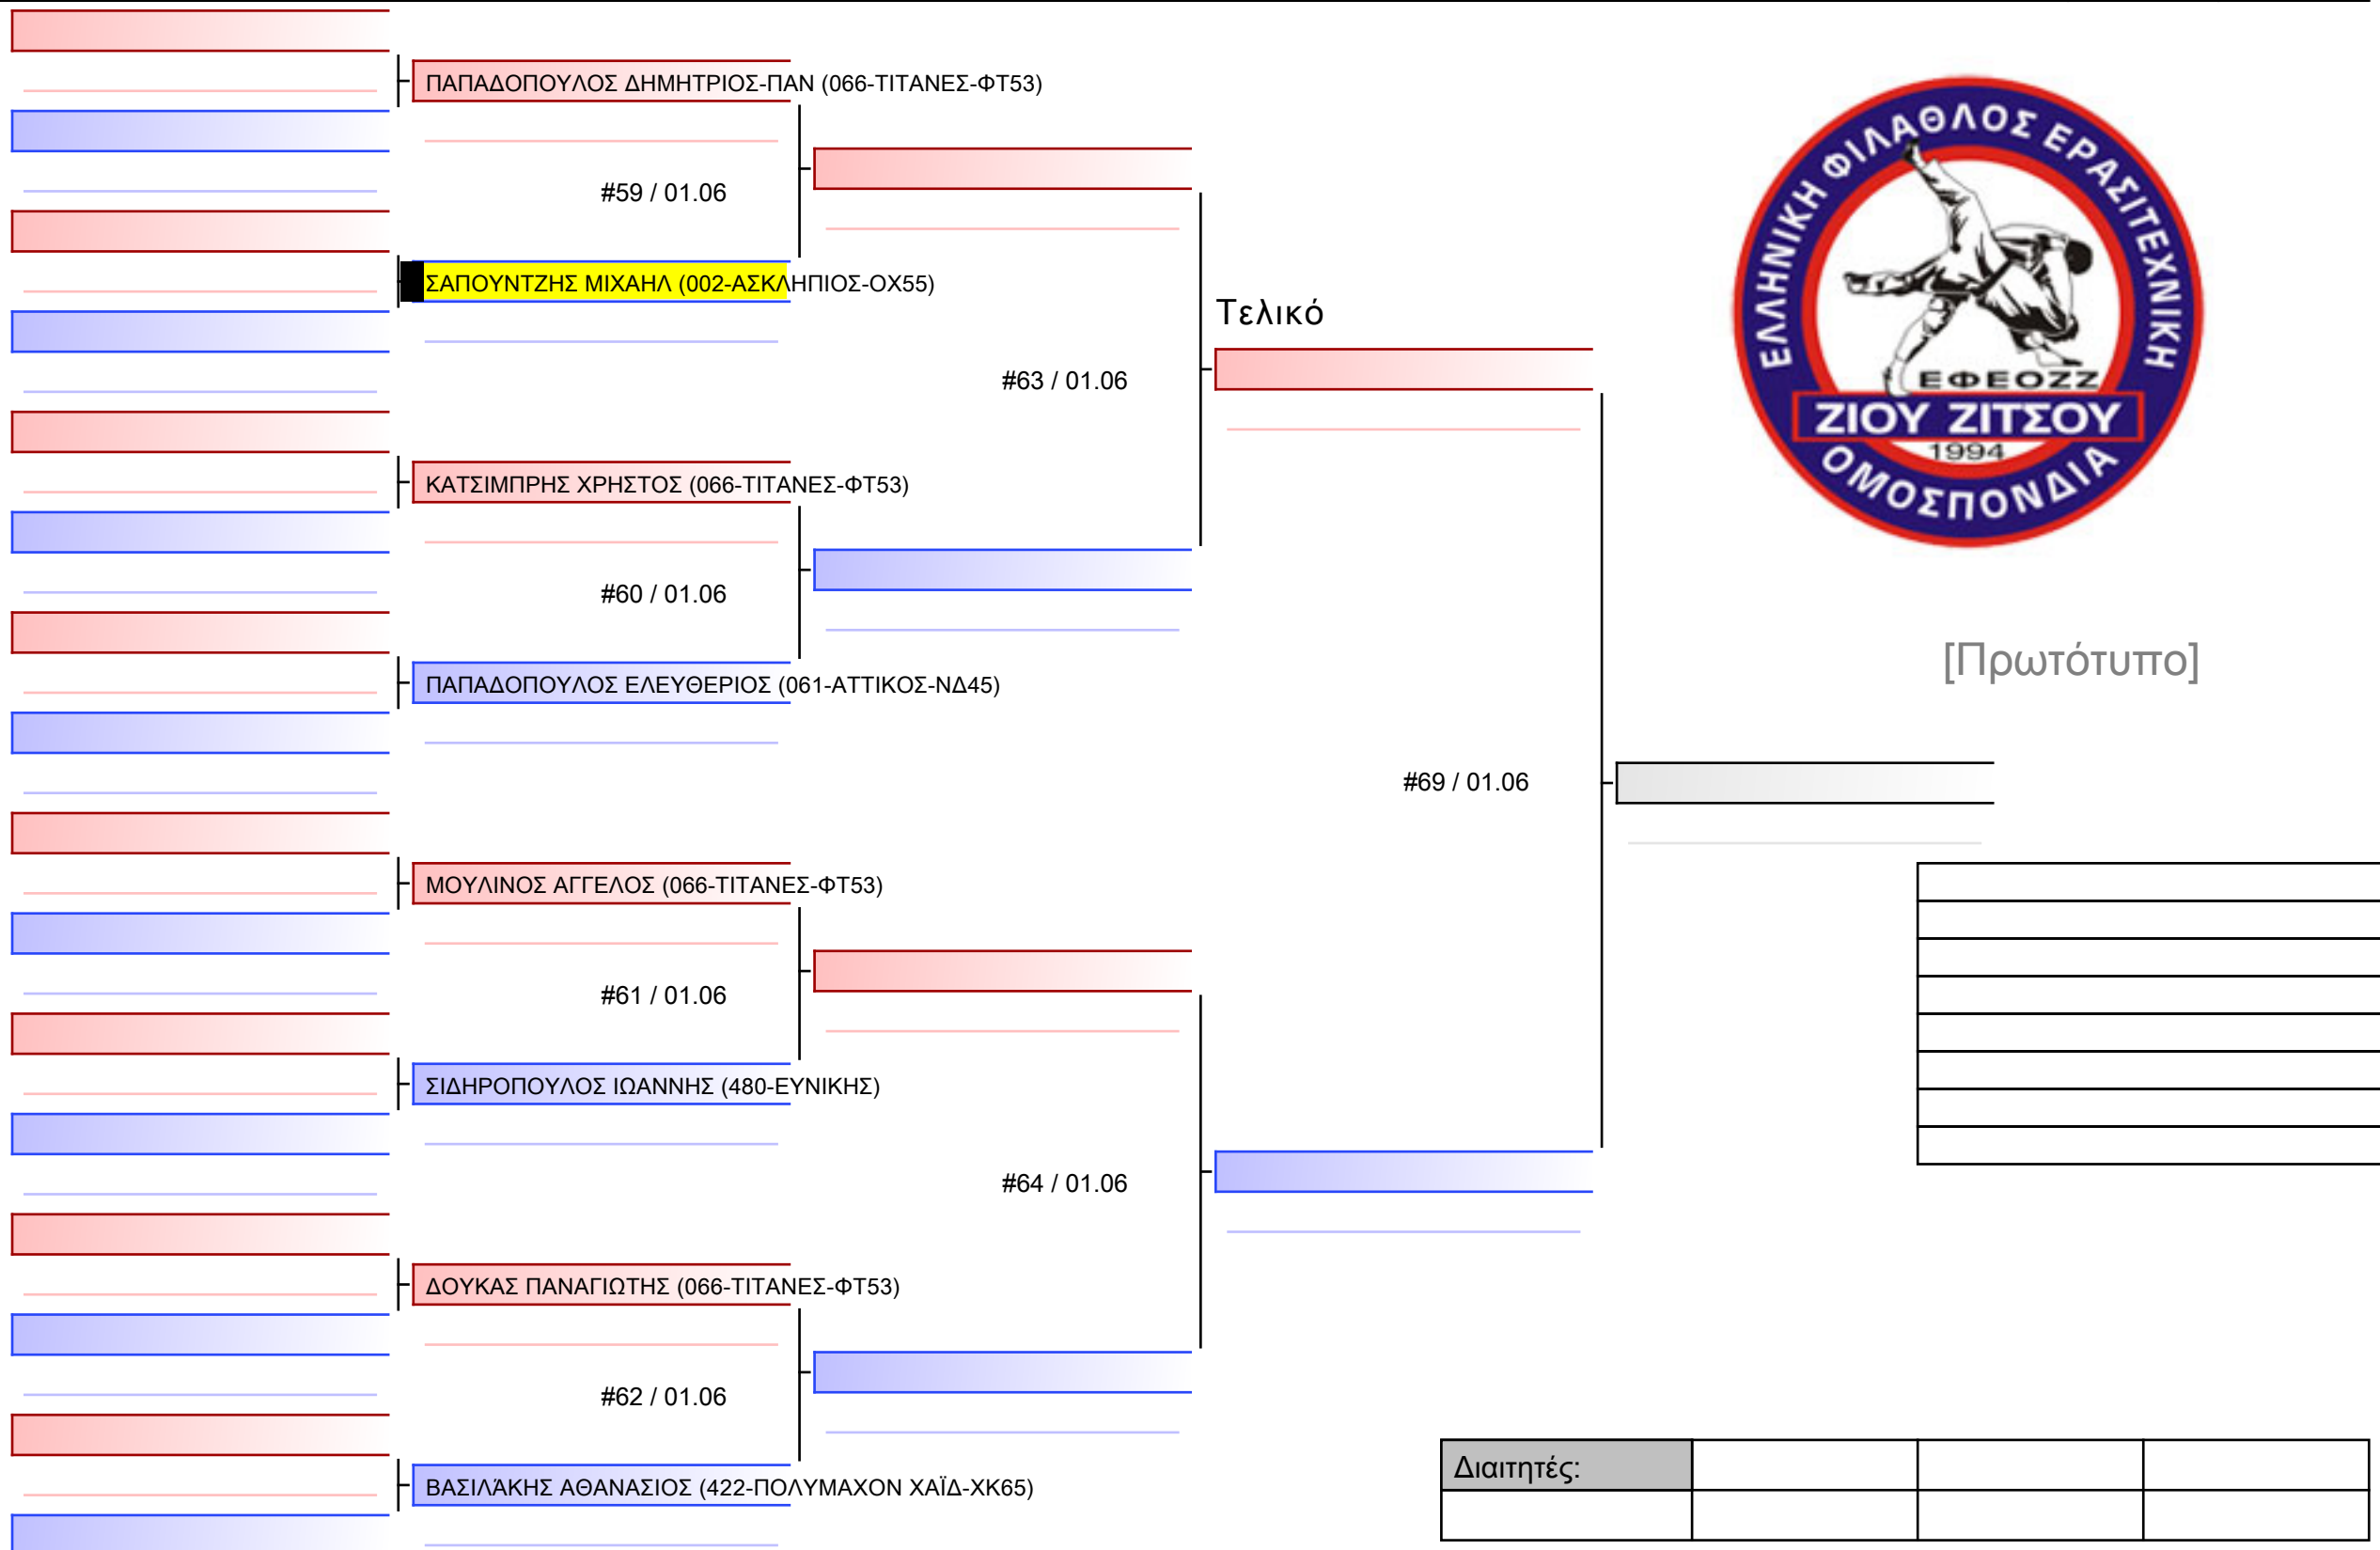 ΠΑΠΑΔΟΠΟΥΛΟΣ ΔΗΜΗΤΡΙΟΣ-ΠΑΝ (066-ΤΙΤΑΝΕΣ-ΦΤ53)
#59 / 01.06
ΣΑΠΟΥΝΤΖΗΣ ΜΙΧΑΗΛ (002-ΑΣΚΛΗΠΙΟΣ-ΟΧ55)
Τελικό
#63 / 01.06
ΚΑΤΣΙΜΠΡΗΣ ΧΡΗΣΤΟΣ (066-ΤΙΤΑΝΕΣ-ΦΤ53)
#60 / 01.06
ΠΑΠΑΔΟΠΟΥΛΟΣ ΕΛΕΥΘΕΡΙΟΣ (061-ΑΤΤΙΚΟΣ-ΝΔ45)
ΕΛΛΗΝΙΚΗ ΦΙΛΑΘΛΟΣ ΕΡΑΣΙΤΕΧΝΙΚΗ
ΕΦΕΟΖΖ
ΖΙΟΥ ΖΙΤΣΟΥ
1994
ΟΜΟΣΠΟΝΔΙΑ
[Πρωτότυπο]
#69 / 01.06
ΜΟΥΛΙΝΟΣ ΑΓΓΕΛΟΣ (066-ΤΙΤΑΝΕΣ-ΦΤ53)
#61 / 01.06
ΣΙΔΗΡΟΠΟΥΛΟΣ ΙΩΑΝΝΗΣ (480-ΕΥΝΙΚΗΣ)
#64 / 01.06
ΔΟΥΚΑΣ ΠΑΝΑΓΙΩΤΗΣ (066-ΤΙΤΑΝΕΣ-ΦΤ53)
#62 / 01.06
ΒΑΣΙΛΆΚΗΣ ΑΘΑΝΑΣΙΟΣ (422-ΠΟΛΥΜΑΧΟΝ ΧΑΪΔ-ΧΚ65)
Διαιτητές: